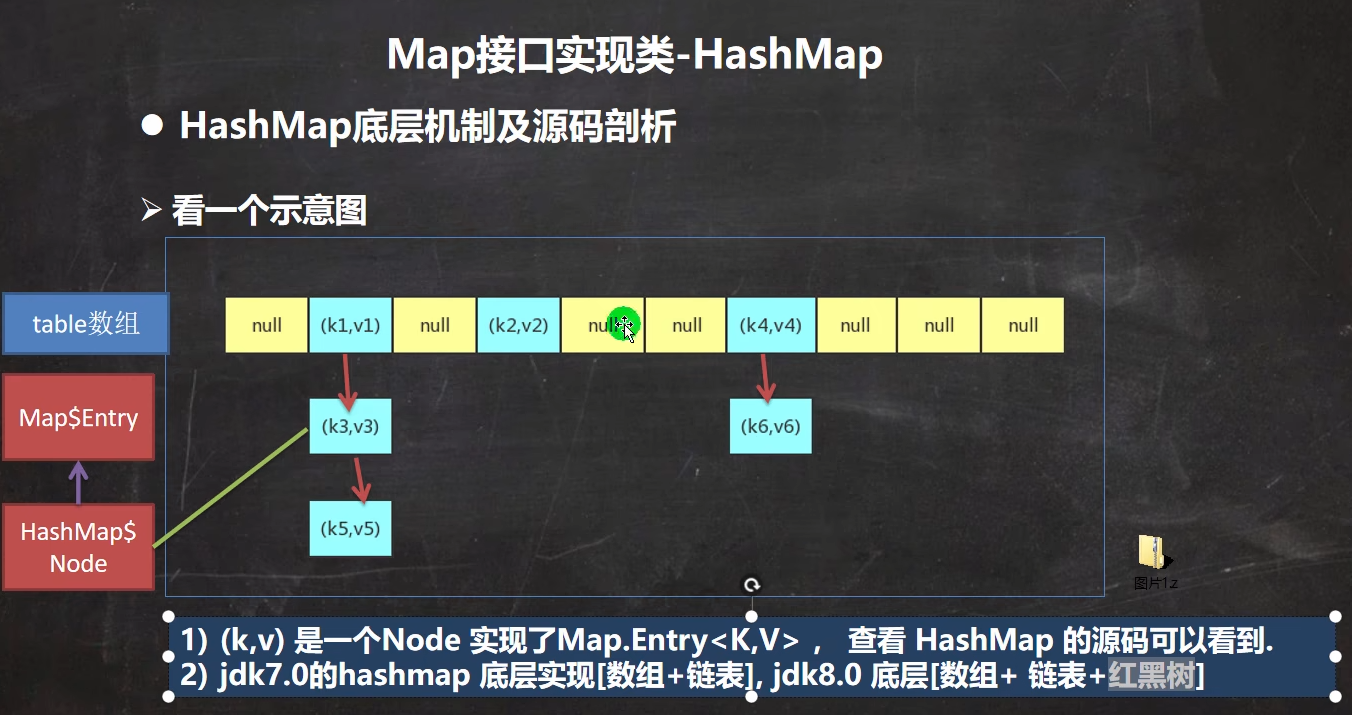 Map接口实现类-HashMap
● HashMap底层机制及源码剖析
➢ 看一个示意图
table数组
null (k1,v1) null (k2,v2) null null (k4,v4) null null null
Map$Entry
(k3,v3) (k6,v6)
HashMap$
Node
(k5,v5)
图片1.z
1) (k,v) 是一个Node 实现了Map.Entry<K,V> ， 查看 HashMap 的源码可以看到.
2) jdk7.0的hashmap 底层实现[数组+链表], jdk8.0 底层[数组+ 链表+红黑树]